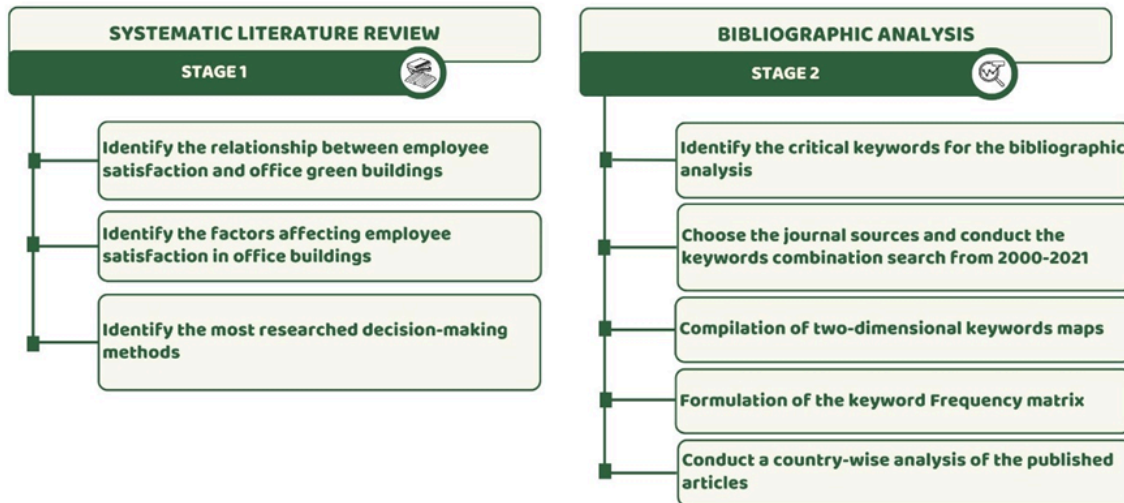 SYSTEMATIC LITERATURE REVIEW
STAGE 1
Identify the relationship between employee
satisfaction and office green buildings
Identify the factors affecting employee
satisfaction in office buildings
Identify the most researched decision-making
methods
BIBLIOGRAPHIC ANALYSIS
STAGE 2
Identify the critical keywords for the bibliographic
analysis
Choose the journal sources and conduct the
keywords combination search from 2000-2021
Compilation of two-dimensional keywords maps
Formulation of the keyword Frequency matrix
Conduct a country-wise analysis of the published
articles